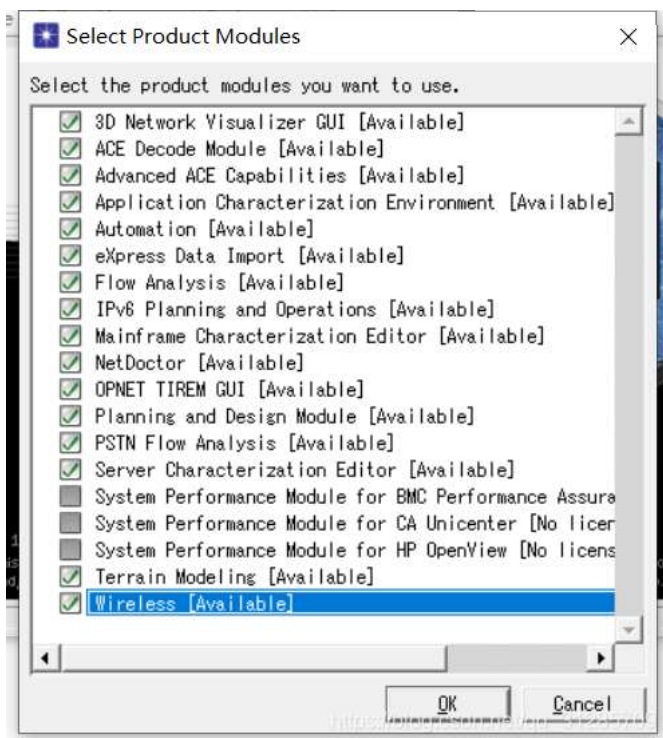 Select Product Modules
Select the product modules you want to use.
3D Network Visualizer GUI [Available]
ACE Decode Module [Available]
Advanced ACE Capabilities [Available]
Application Characterization Environment [Available]
Automation [Available]
eXpress Data Import [Available]
Flow Analysis [Available]
IPv6 Planning and Operations [Available]
Mainframe Characterization Editor [Available]
NetDoctor [Available]
OPNET TIREM GUI [Available]
Planning and Design Module [Available]
PSTN Flow Analysis [Available]
Server Characterization Editor [Available]
System Performance Module for BMC Performance Assura
System Performance Module for CA Unicenter [No licen
System Performance Module for HP OpenView [No licens
Terrain Modeling [Available]
Wireless [Available]
OK
Cancel